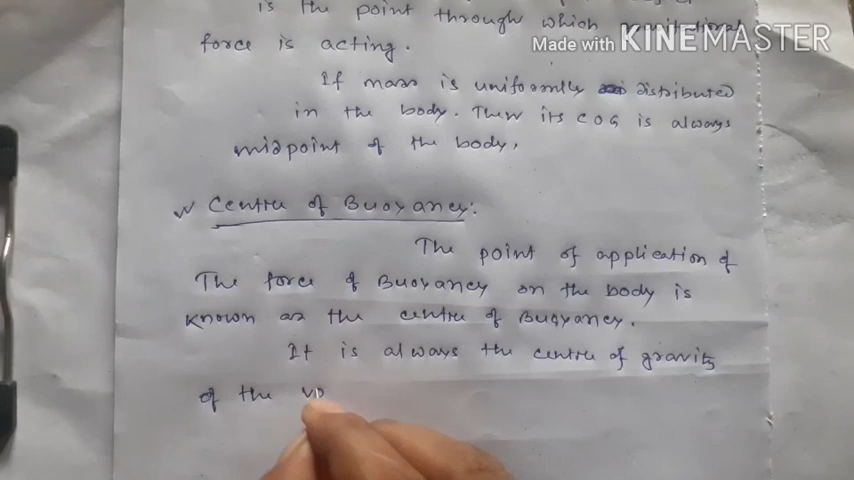 is the point through which gravitational
force is acting.
Made with KINEMASTER
If mass is uniformly distributed
in the body. Then its COG is always
midpoint of the body.
Centre of Buoyancy:
The point of application of
The force of Buoyancy on the body is
known as the centre of Buoyancy.
It is always the centre of gravity
of the